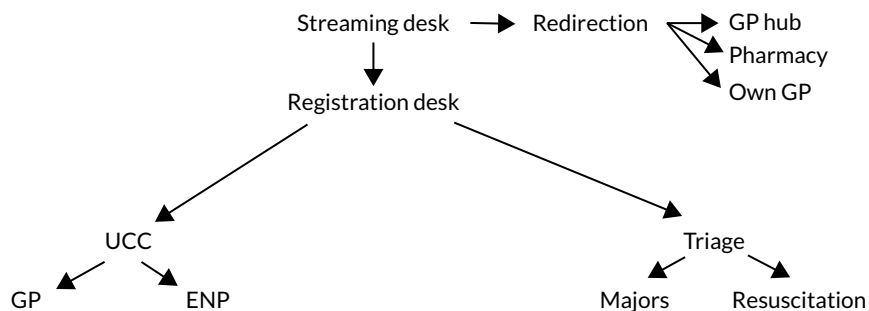 Streaming desk
Redirection
GP hub
Pharmacy
Own GP
Registration desk
UCC
Triage
GP
ENP
Majors
Resuscitation